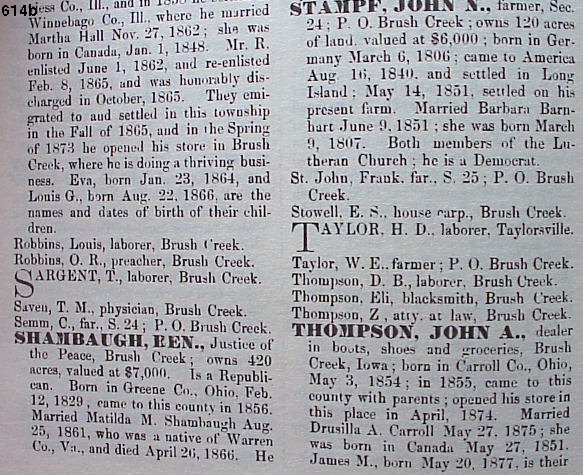 614b
ness Co., Ill., and in 1855 he
Winnebago Co., Ill., where he married
Martha Hall Nov. 27, 1862; she was
born in Canada, Jan. 1, 1848. Mr. R.
enlisted June 1, 1862, and re-enlisted
Feb. 8, 1865, and was honorably dis-
charged in October, 1865. They emi-
grated to and settled in this township
in the Fall of 1865, and in the Spring
of 1873 he opened his store in Brush
Creek, where he is doing a thriving busi-
ness. Eva, born Jan. 23, 1864, and
Louis G., born Aug. 22, 1866, are the
names and dates of birth of their chil-
dren.
Robbins, Louis, laborer, Brush Creek.
Robbins, O. R., preacher, Brush Creek.
SARGENT, T., laborer, Brush Creek.
Saven, T. M., physician, Brush Creek.
Semm, C., far., S. 24; P. O. Brush Creek.
SHAMBAUGH, BEN., Justice of
the Peace, Brush Creek; owns 420
acres, valued at $7,000. Is a Republi-
can. Born in Greene Co., Ohio, Feb.
12, 1829, came to this county in 1856.
Married Matilda M. Shambaugh Aug.
25, 1861, who was a native of Warren
Co., Va., and died April 26, 1866. He
STAMPF, JOHN N., farmer, Sec.
24; P. O. Brush Creek; owns 120 acres
of land, valued at $6,000; born in Ger-
many March 6, 1806; came to America
Aug. 16, 1840, and settled in Long
Island; May 14, 1851, settled on his
present farm. Married Barbara Barn-
hart June 9, 1851; she was born March
9, 1807. Both members of the Lu-
theran Church; he is a Democrat.
St. John, Frank, far., S. 25; P. O. Brush
Creek.
Stowell, E. S., house carp., Brush Creek.
TAYLOR, H. D., laborer, Taylorsville.
Taylor, W. E., farmer; P. O. Brush Creek.
Thompson, D. B., laborer, Brush Creek.
Thompson, Eli, blacksmith, Brush Creek.
Thompson, Z, atty. at law, Brush Creek.
THOMPSON, JOHN A., dealer
in boots, shoes and groceries, Brush
Creek, Iowa; born in Carroll Co., Ohio,
May 3, 1854; in 1855, came to this
county with parents; opened his store in
this place in April, 1874. Married
Drusilla A. Carroll May 27, 1875; she
was born in Canada May 27, 1851.
James M., born May 20, 1877, is their